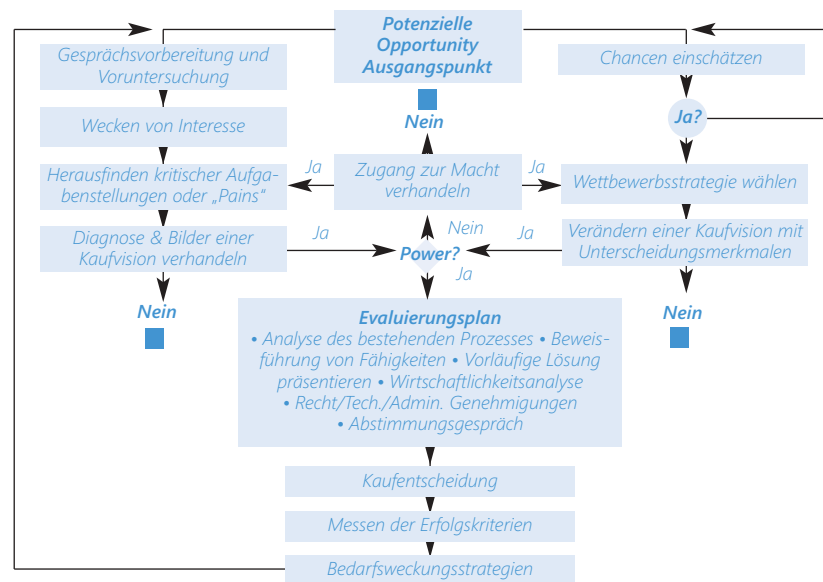 Potenzielle
Opportunity
Ausgangspunkt
Gesprächsvorbereitung und
Voruntersuchung
Chancen einschätzen
Wecken von Interesse
Nein
Ja?
Herausfinden kritischer Aufga-
benstellungen oder „Pains“
Ja
Zugang zur Macht
verhandeln
Ja
Wettbewerbsstrategie wählen
Diagnose & Bilder einer
Kaufvision verhandeln
Ja
Nein
Power?
Ja
Ja
Verändern einer Kaufvision mit
Unterscheidungsmerkmalen
Nein
Nein
Evaluierungsplan
• Analyse des bestehenden Prozesses • Beweis-
führung von Fähigkeiten • Vorläufige Lösung
präsentieren • Wirtschaftlichkeitsanalyse
• Recht/Tech./Admin. Genehmigungen
• Abstimmungsgespräch
Kaufentscheidung
Messen der Erfolgskriterien
Bedarfsweckungsstrategien